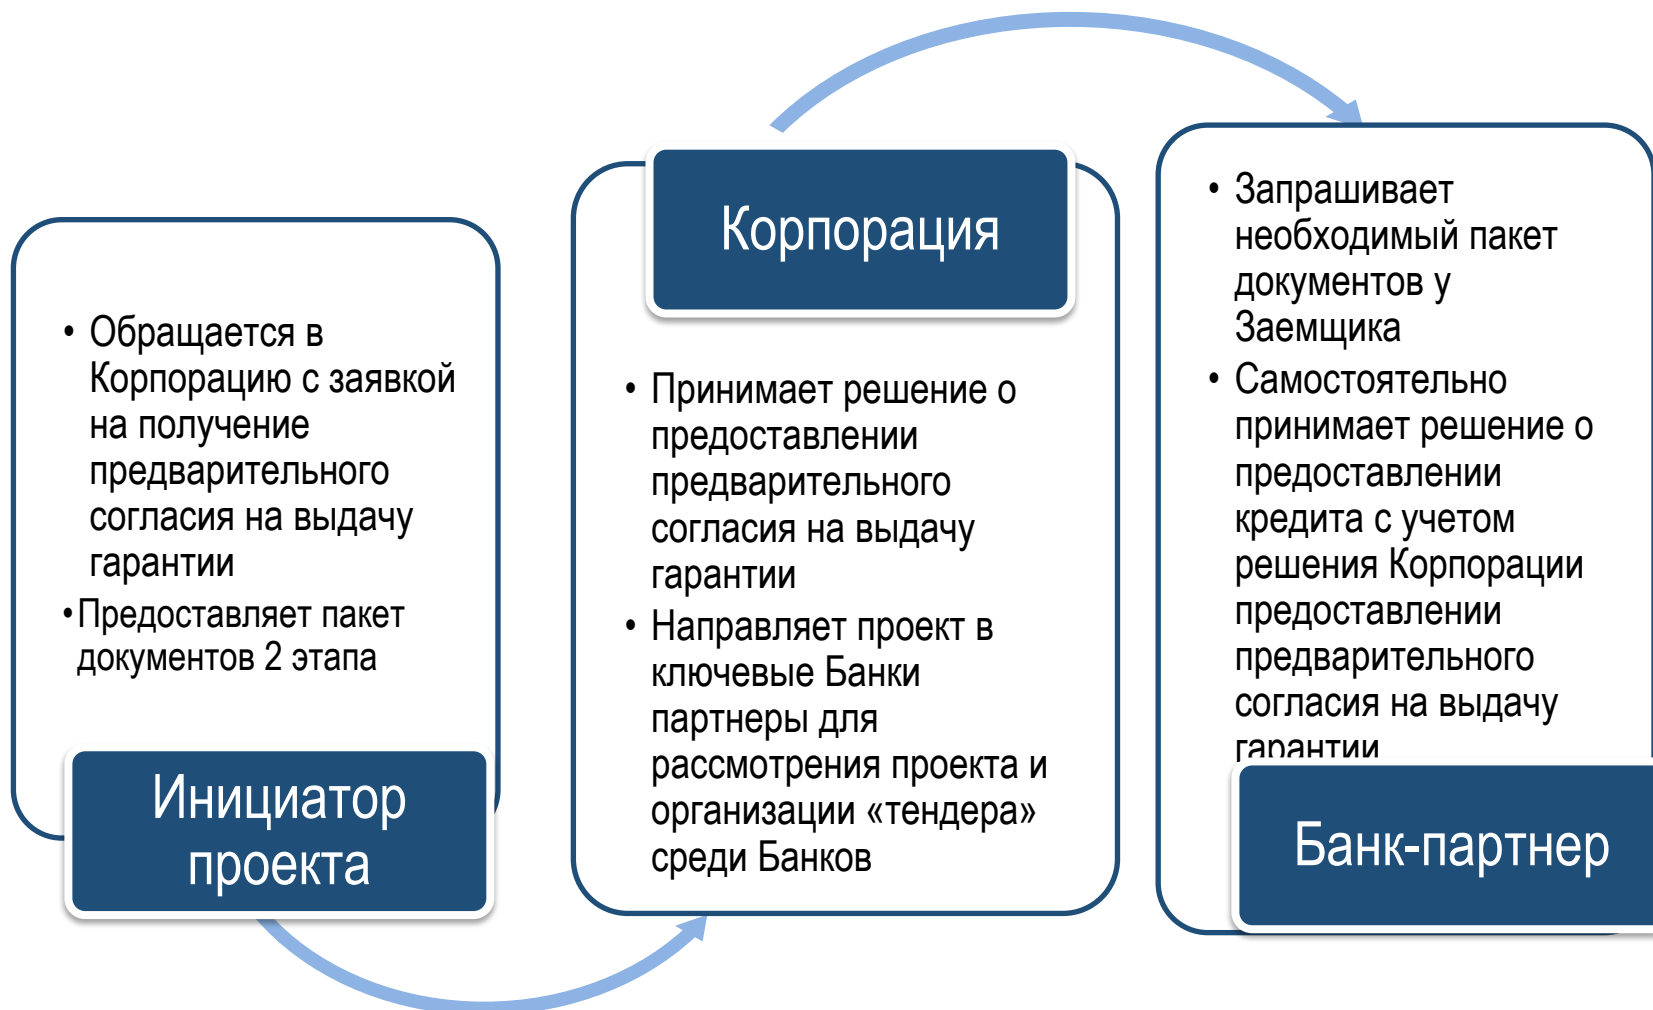 • Обращается в
Корпорацию с заявкой
на получение
предварительного
согласия на выдачу
гарантии
•Предоставляет пакет
документов 2 этапа
Инициатор
проекта
Корпорация
• Принимает решение о
предоставлении
предварительного
согласия на выдачу
гарантии
• Направляет проект в
ключевые Банки
партнеры для
рассмотрения проекта и
организации «тендера»
среди Банков
• Запрашивает
необходимый пакет
документов у
Заемщика
• Самостоятельно
принимает решение о
предоставлении
кредита с учетом
решения Корпорации
предоставлении
предварительного
согласия на выдачу
гарантии
Банк-партнер